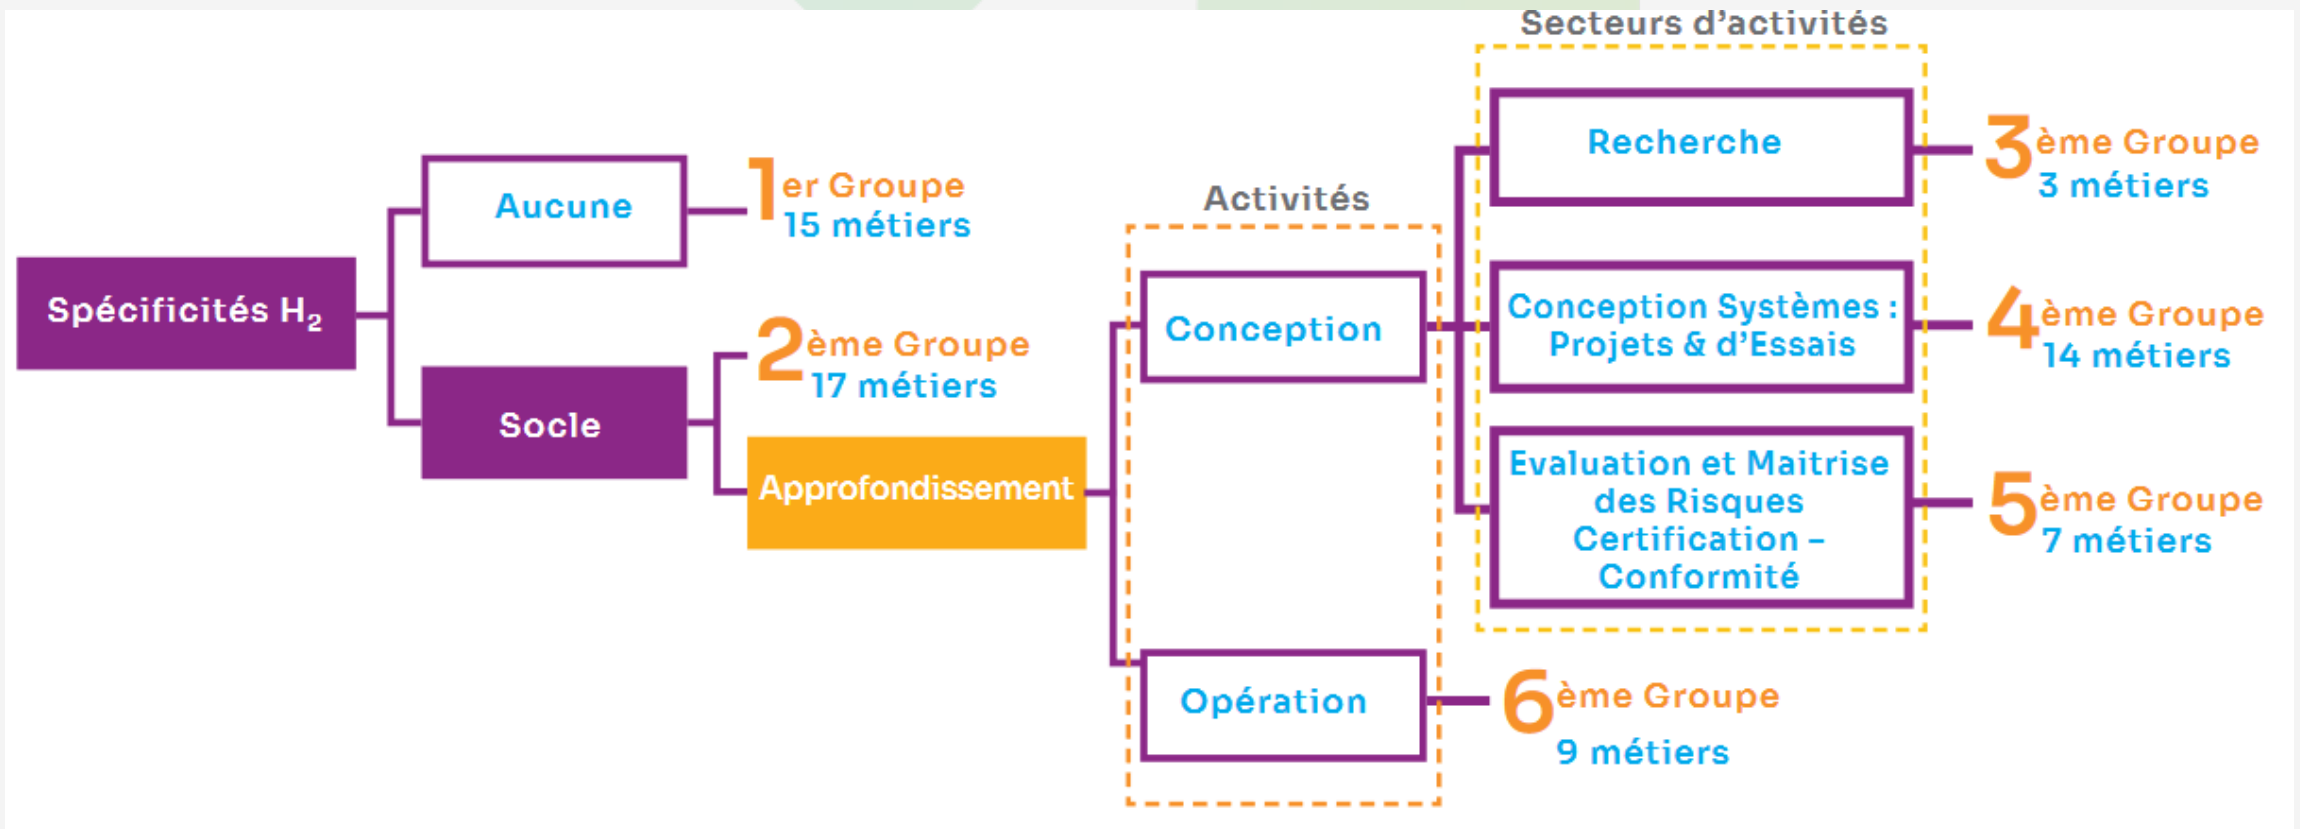 Secteurs d'activités
Recherche
3ème Groupe
3 métiers
Aucune
1er Groupe
15 métiers
Activités
Spécificités H₂
Conception
Conception Systèmes :
Projets & d'Essais
4ème Groupe
14 métiers
2ème Groupe
17 métiers
Socle
Approfondissement
Evaluation et Maitrise
des Risques
Certification –
Conformité
5ème Groupe
7 métiers
Opération
6ème Groupe
9 métiers